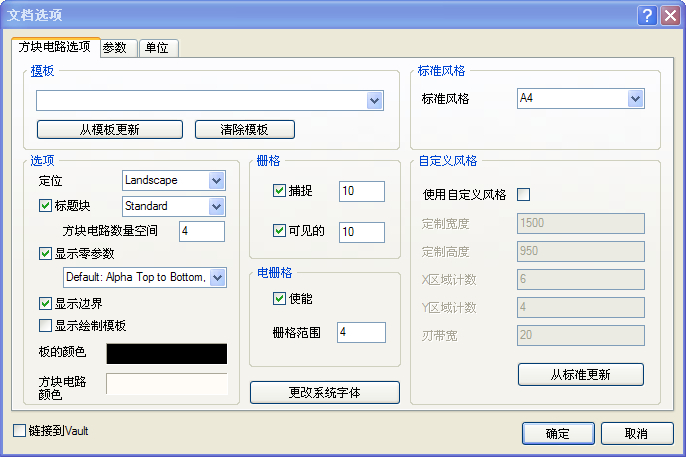 文档选项
方块电路选项 参数 单位
模板
从模板更新 清除模板
标准风格
标准风格 A4
选项
定位 Landscape
标题块 Standard
方块电路数量空间 4
显示零参数
Default: Alpha Top to Bottom,
显示边界
显示绘制模板
板的颜色
方块电路
颜色
栅格
捕捉 10
可见的 10
电栅格
使能
栅格范围 4
更改系统字体
自定义风格
使用自定义风格
定制宽度 1500
定制高度 950
X区域计数 6
Y区域计数 4
刃带宽 20
从标准更新
链接到Vault
确定 取消